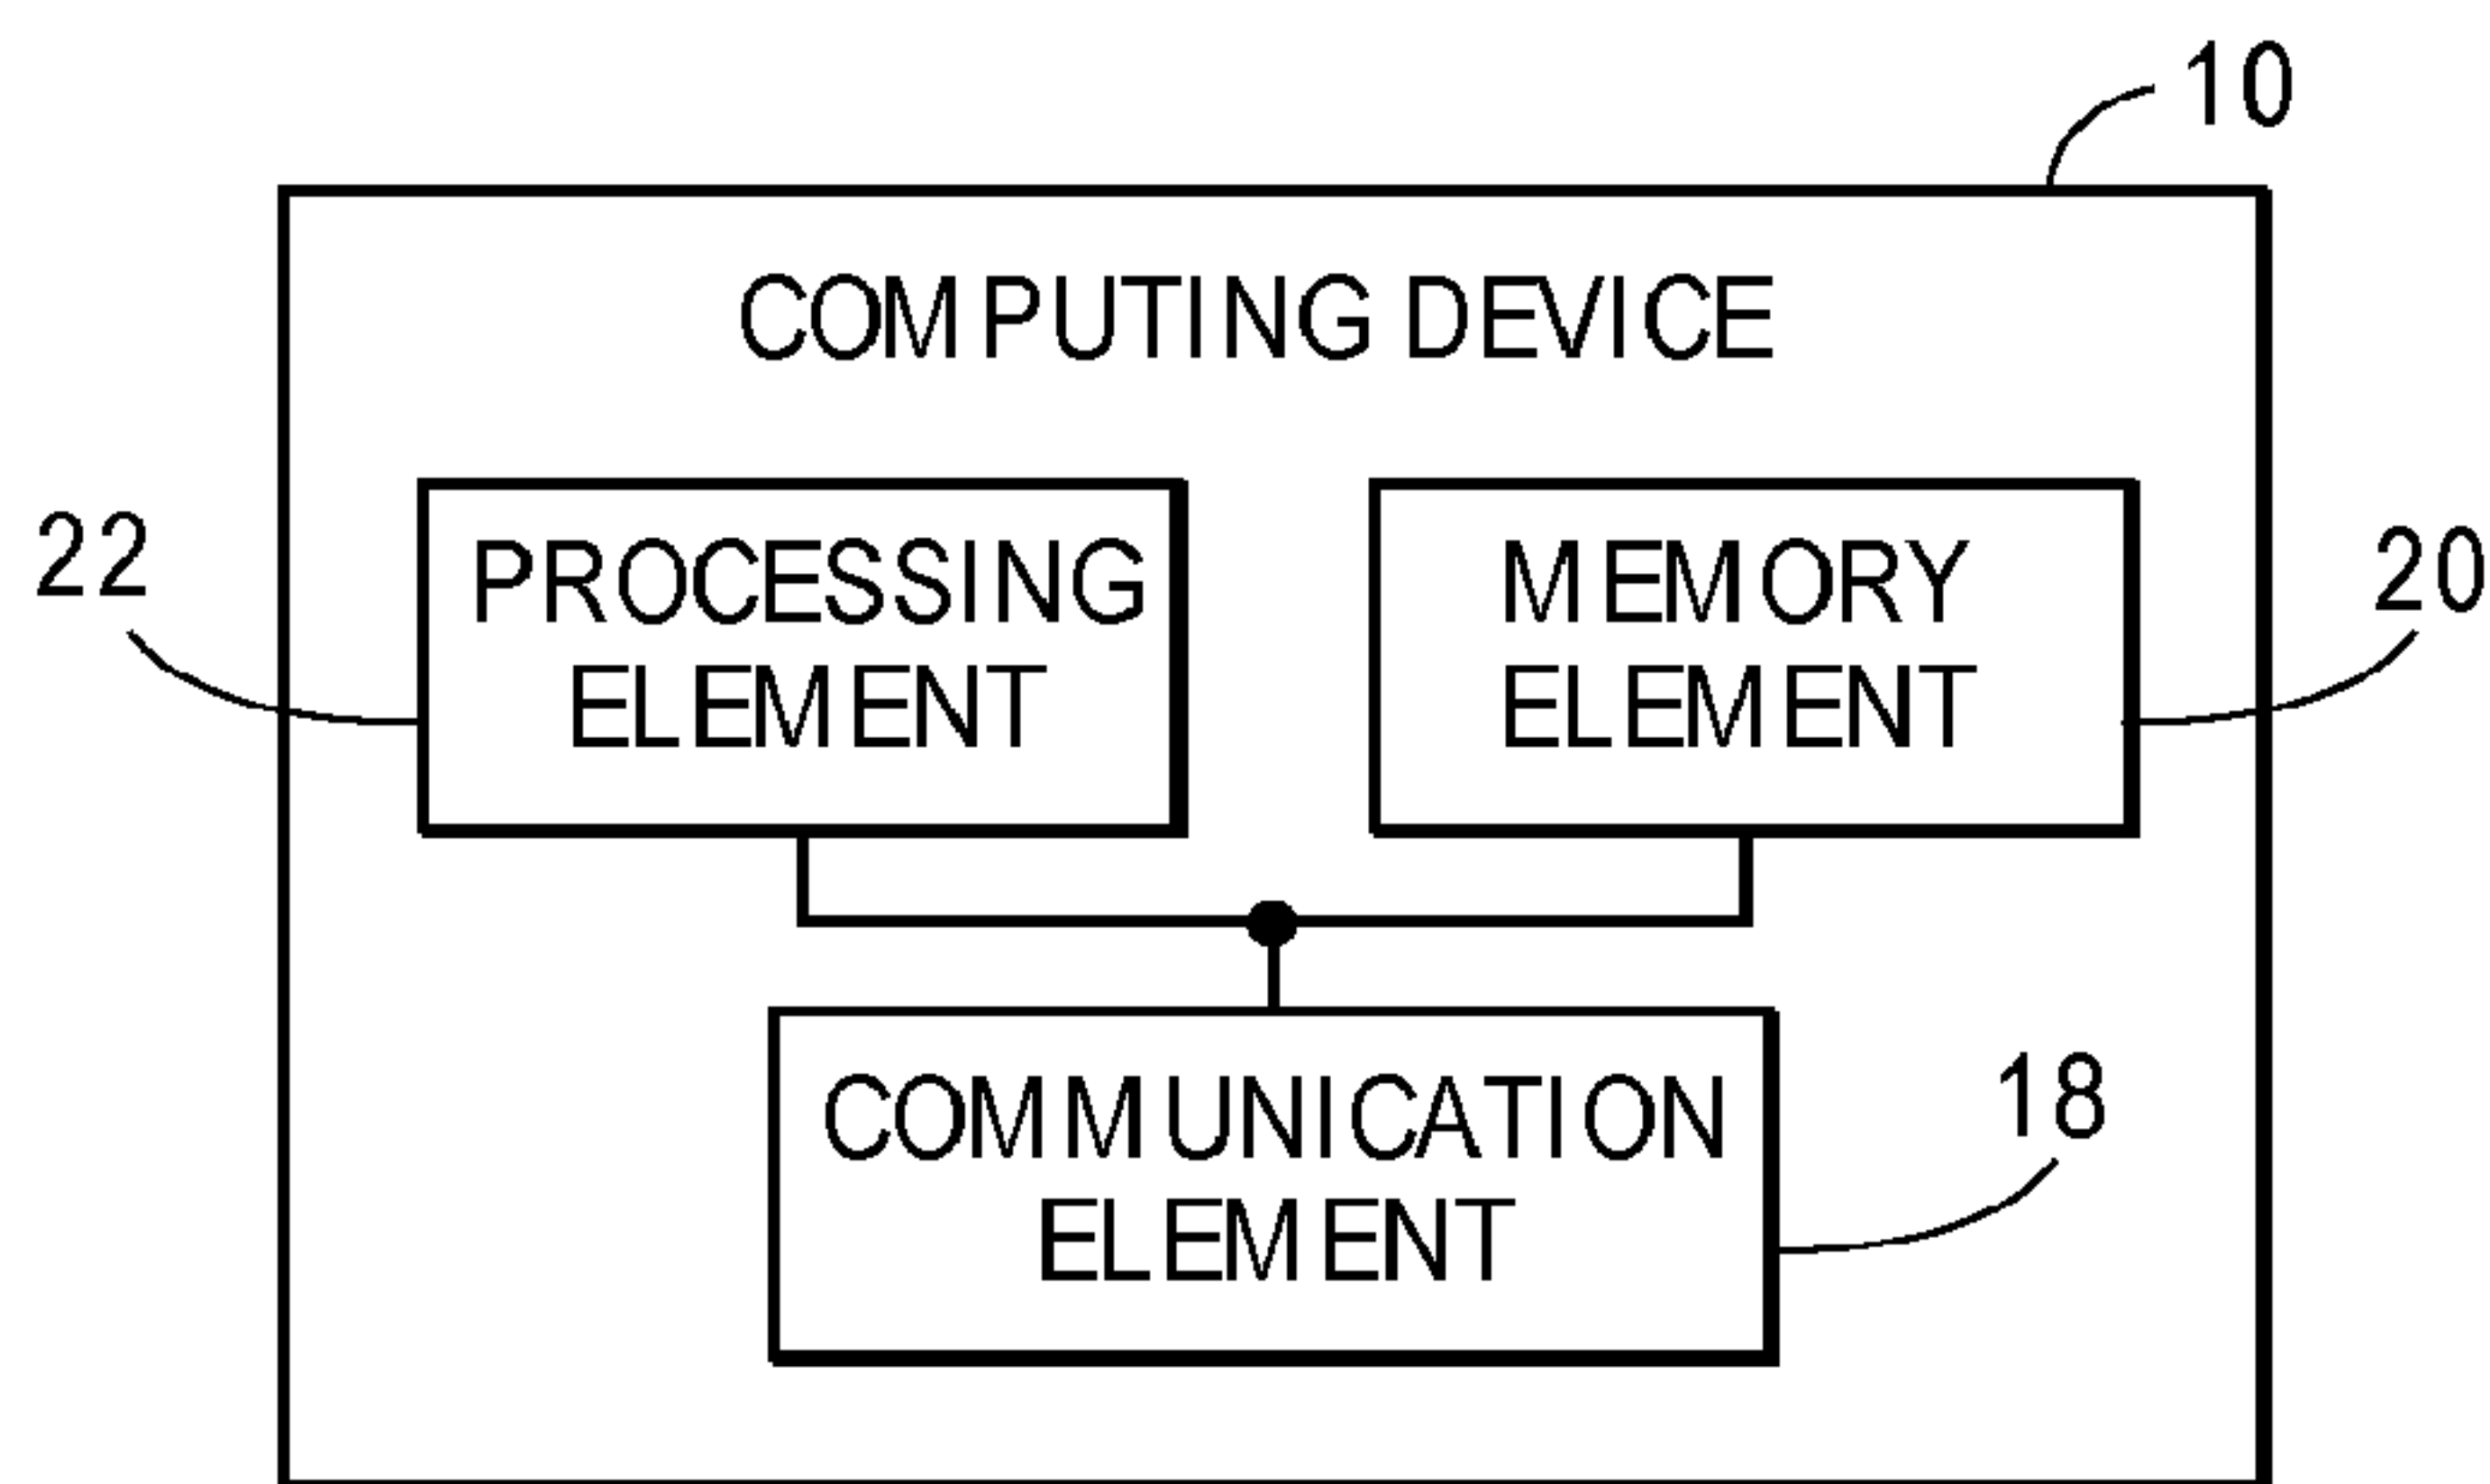 10
COMPUTING DEVICE
22
PROCESSING
ELEMENT
MEMORY
ELEMENT
20
COMMUNICATION
ELEMENT
18